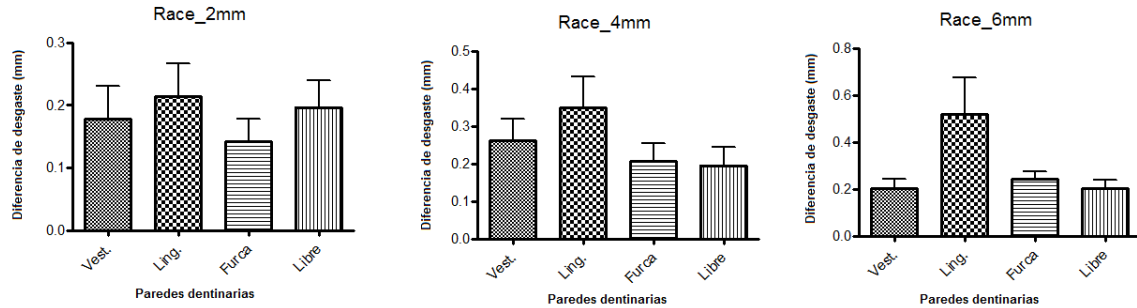 Race_2mm
Diferencia de desgaste (mm)
0.3
0.2
0.1
0.0
Vest.
Ling.
Furca
Libre
Paredes dentinarias
Race_4mm
Diferencia de desgaste (mm)
0.5
0.4
0.3
0.2
0.1
0.0
Vest.
Ling.
Furca
Libre
Paredes dentinarias
Race_6mm
Diferencia de desgaste (mm)
0.8
0.6
0.4
0.2
0.0
Vest.
Ling.
Furca
Libre
Paredes dentinarias